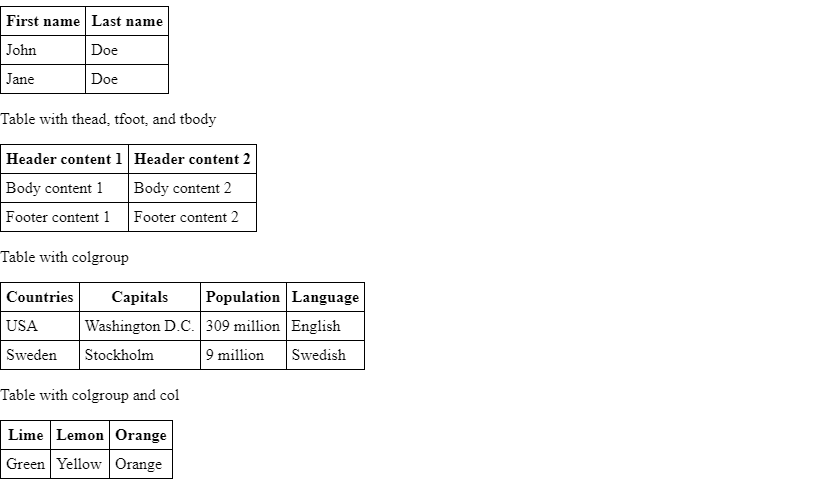 First name Last name
John Doe
Jane Doe
Table with thead, tfoot, and tbody
Header content 1 Header content 2
Body content 1 Body content 2
Footer content 1 Footer content 2
Table with colgroup
Countries Capitals Population Language
USA Washington D.C. 309 million English
Sweden Stockholm 9 million Swedish
Table with colgroup and col
Lime Lemon Orange
Green Yellow Orange